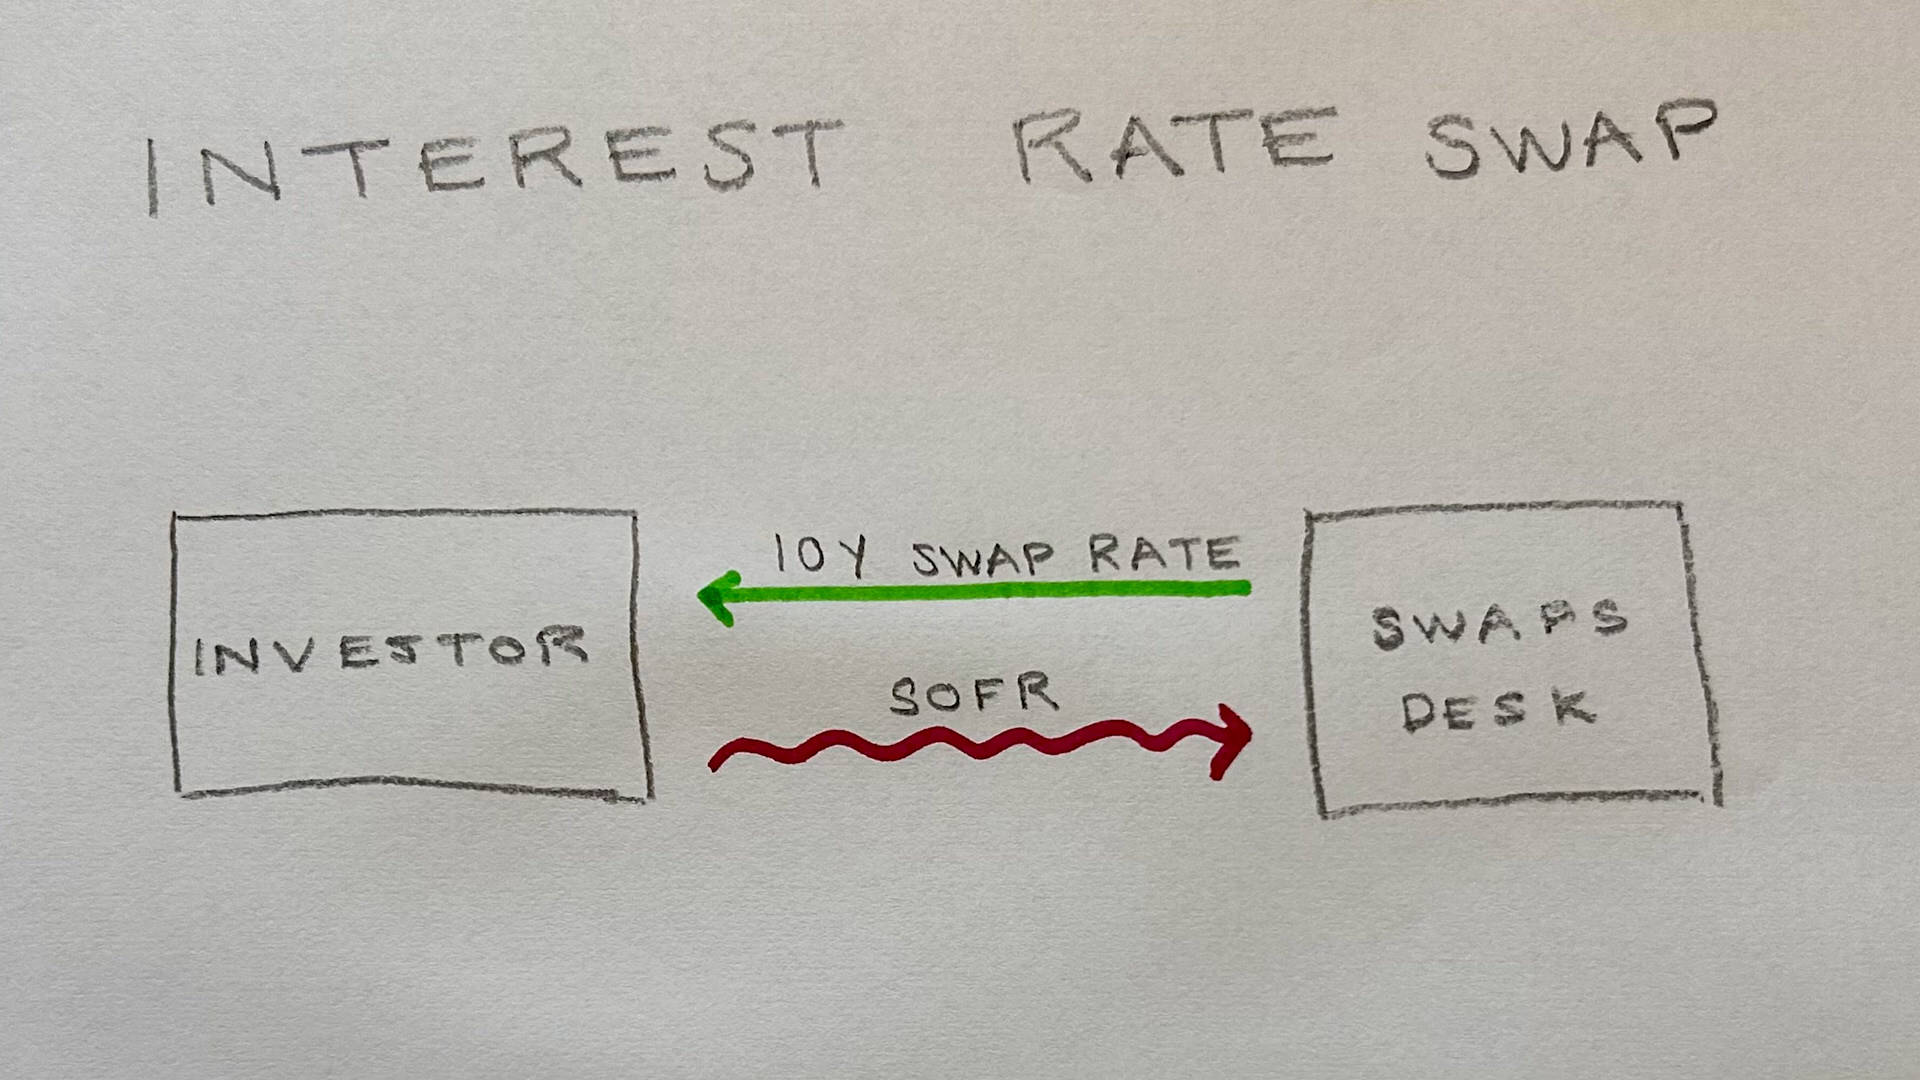 INTEREST RATE SWAP
10Y SWAP RATE
INVESTOR
SWAPS
DESK
SOFR